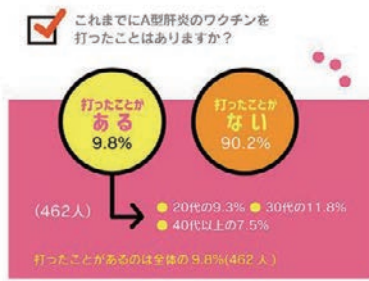 これまでにA型肝炎のワクチンを
打ったことはありますか？
打ったことが
ある
9.8%
打ったことが
ない
90.2%
(462人)
20代の9.3% 30代の11.8%
40代以上の7.5%
打ったことがあるのは全体の9.8%(462人)